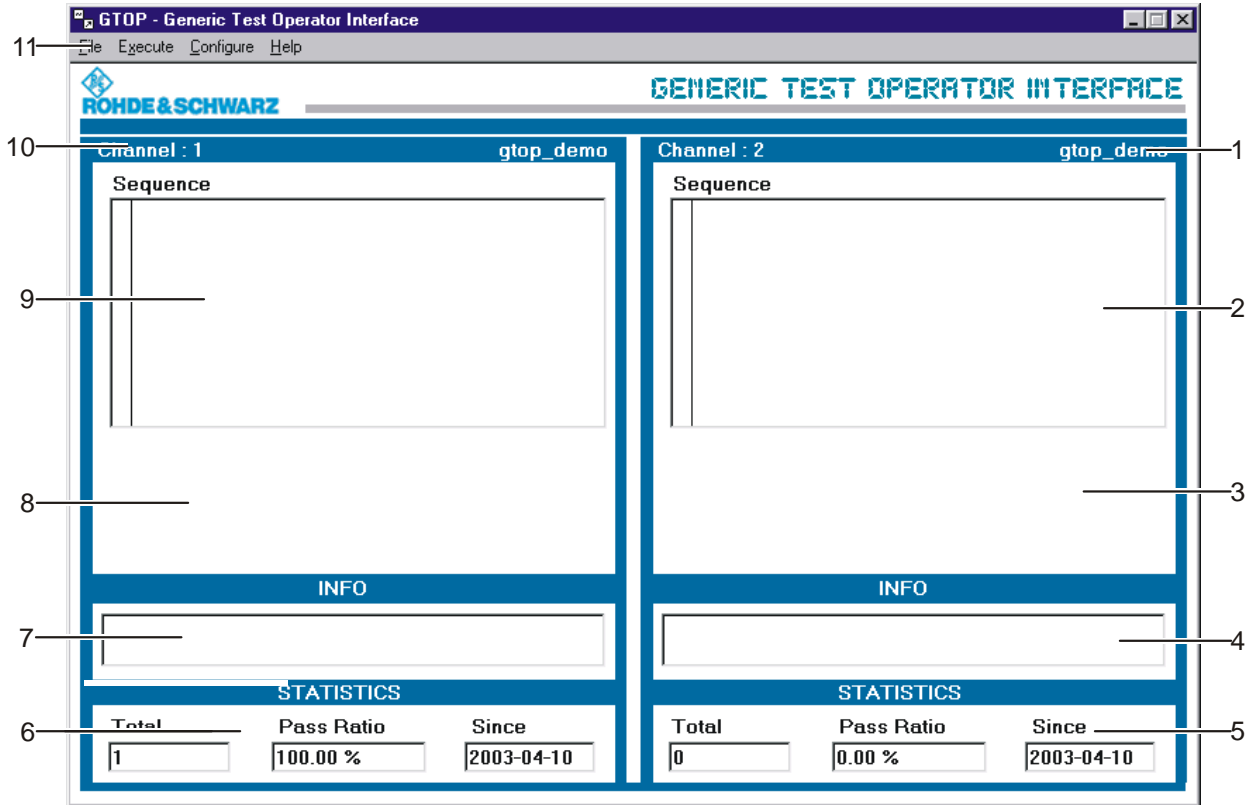 GTOP - Generic Test Operator Interface
11 File Execute Configure Help
ROHDE & SCHWARZ GENERIC TEST OPERATOR INTERFACE
10 Channel : 1 gtop_demo Channel : 2 gtop_demo 1
Sequence Sequence
9 2
8 3
INFO INFO
7 4
STATISTICS STATISTICS
6 Total Pass Ratio Since Total Pass Ratio Since 5
1 100.00 % 2003-04-10 0 0.00 % 2003-04-10